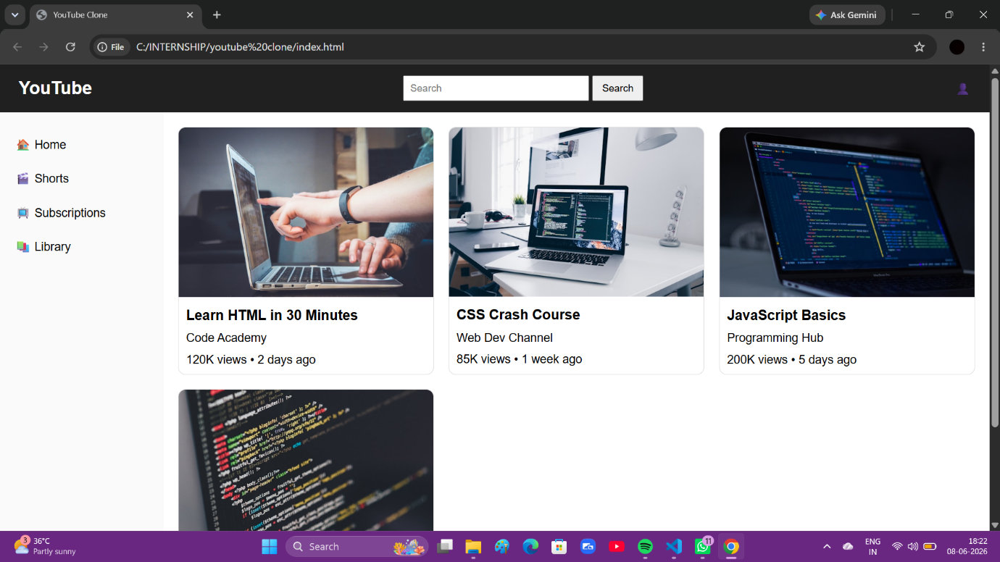 YouTube Clone
Ask Gemini
File
C:/INTERNSHIP/youtube%20clone/index.html
YouTube
Search
Search
Home
Shorts
Subscriptions
Library
Learn HTML in 30 Minutes
Code Academy
120K views • 2 days ago
CSS Crash Course
Web Dev Channel
85K views • 1 week ago
JavaScript Basics
Programming Hub
200K views • 5 days ago
3
36°C
Partly sunny
Search
11
ENG
IN
18:22
08-06-2026